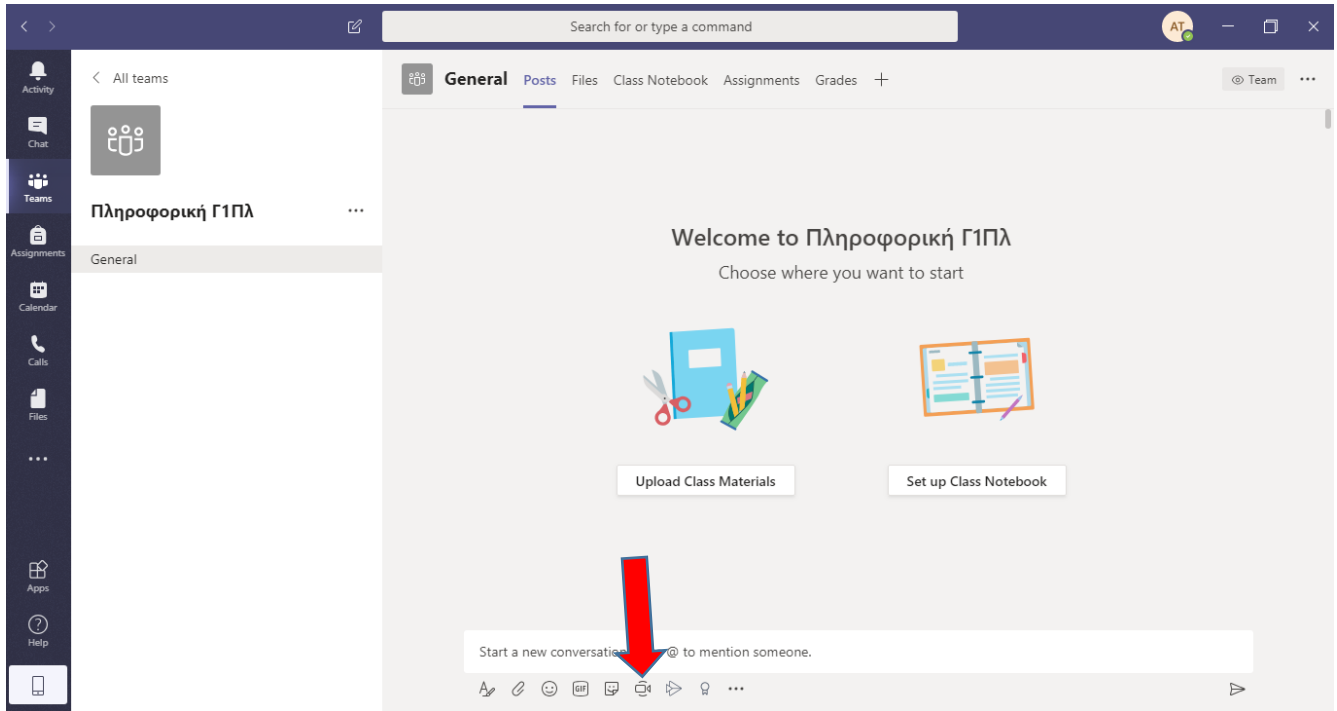 Search for or type a command
AT
Activity
Chat
Teams
Assignments
Calendar
Calls
Files
Apps
Help
All teams
Πληροφορική Γ1Πλ
General
General Posts Files Class Notebook Assignments Grades
Team
Welcome to Πληροφορική Γ1Πλ
Choose where you want to start
Upload Class Materials
Set up Class Notebook
Start a new conversation @ to mention someone.
GIF